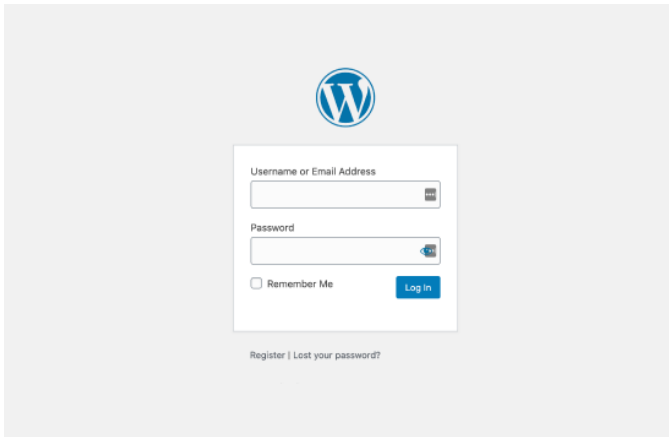 W
Username or Email Address
Password
Remember Me
Log In
Register | Lost your password?